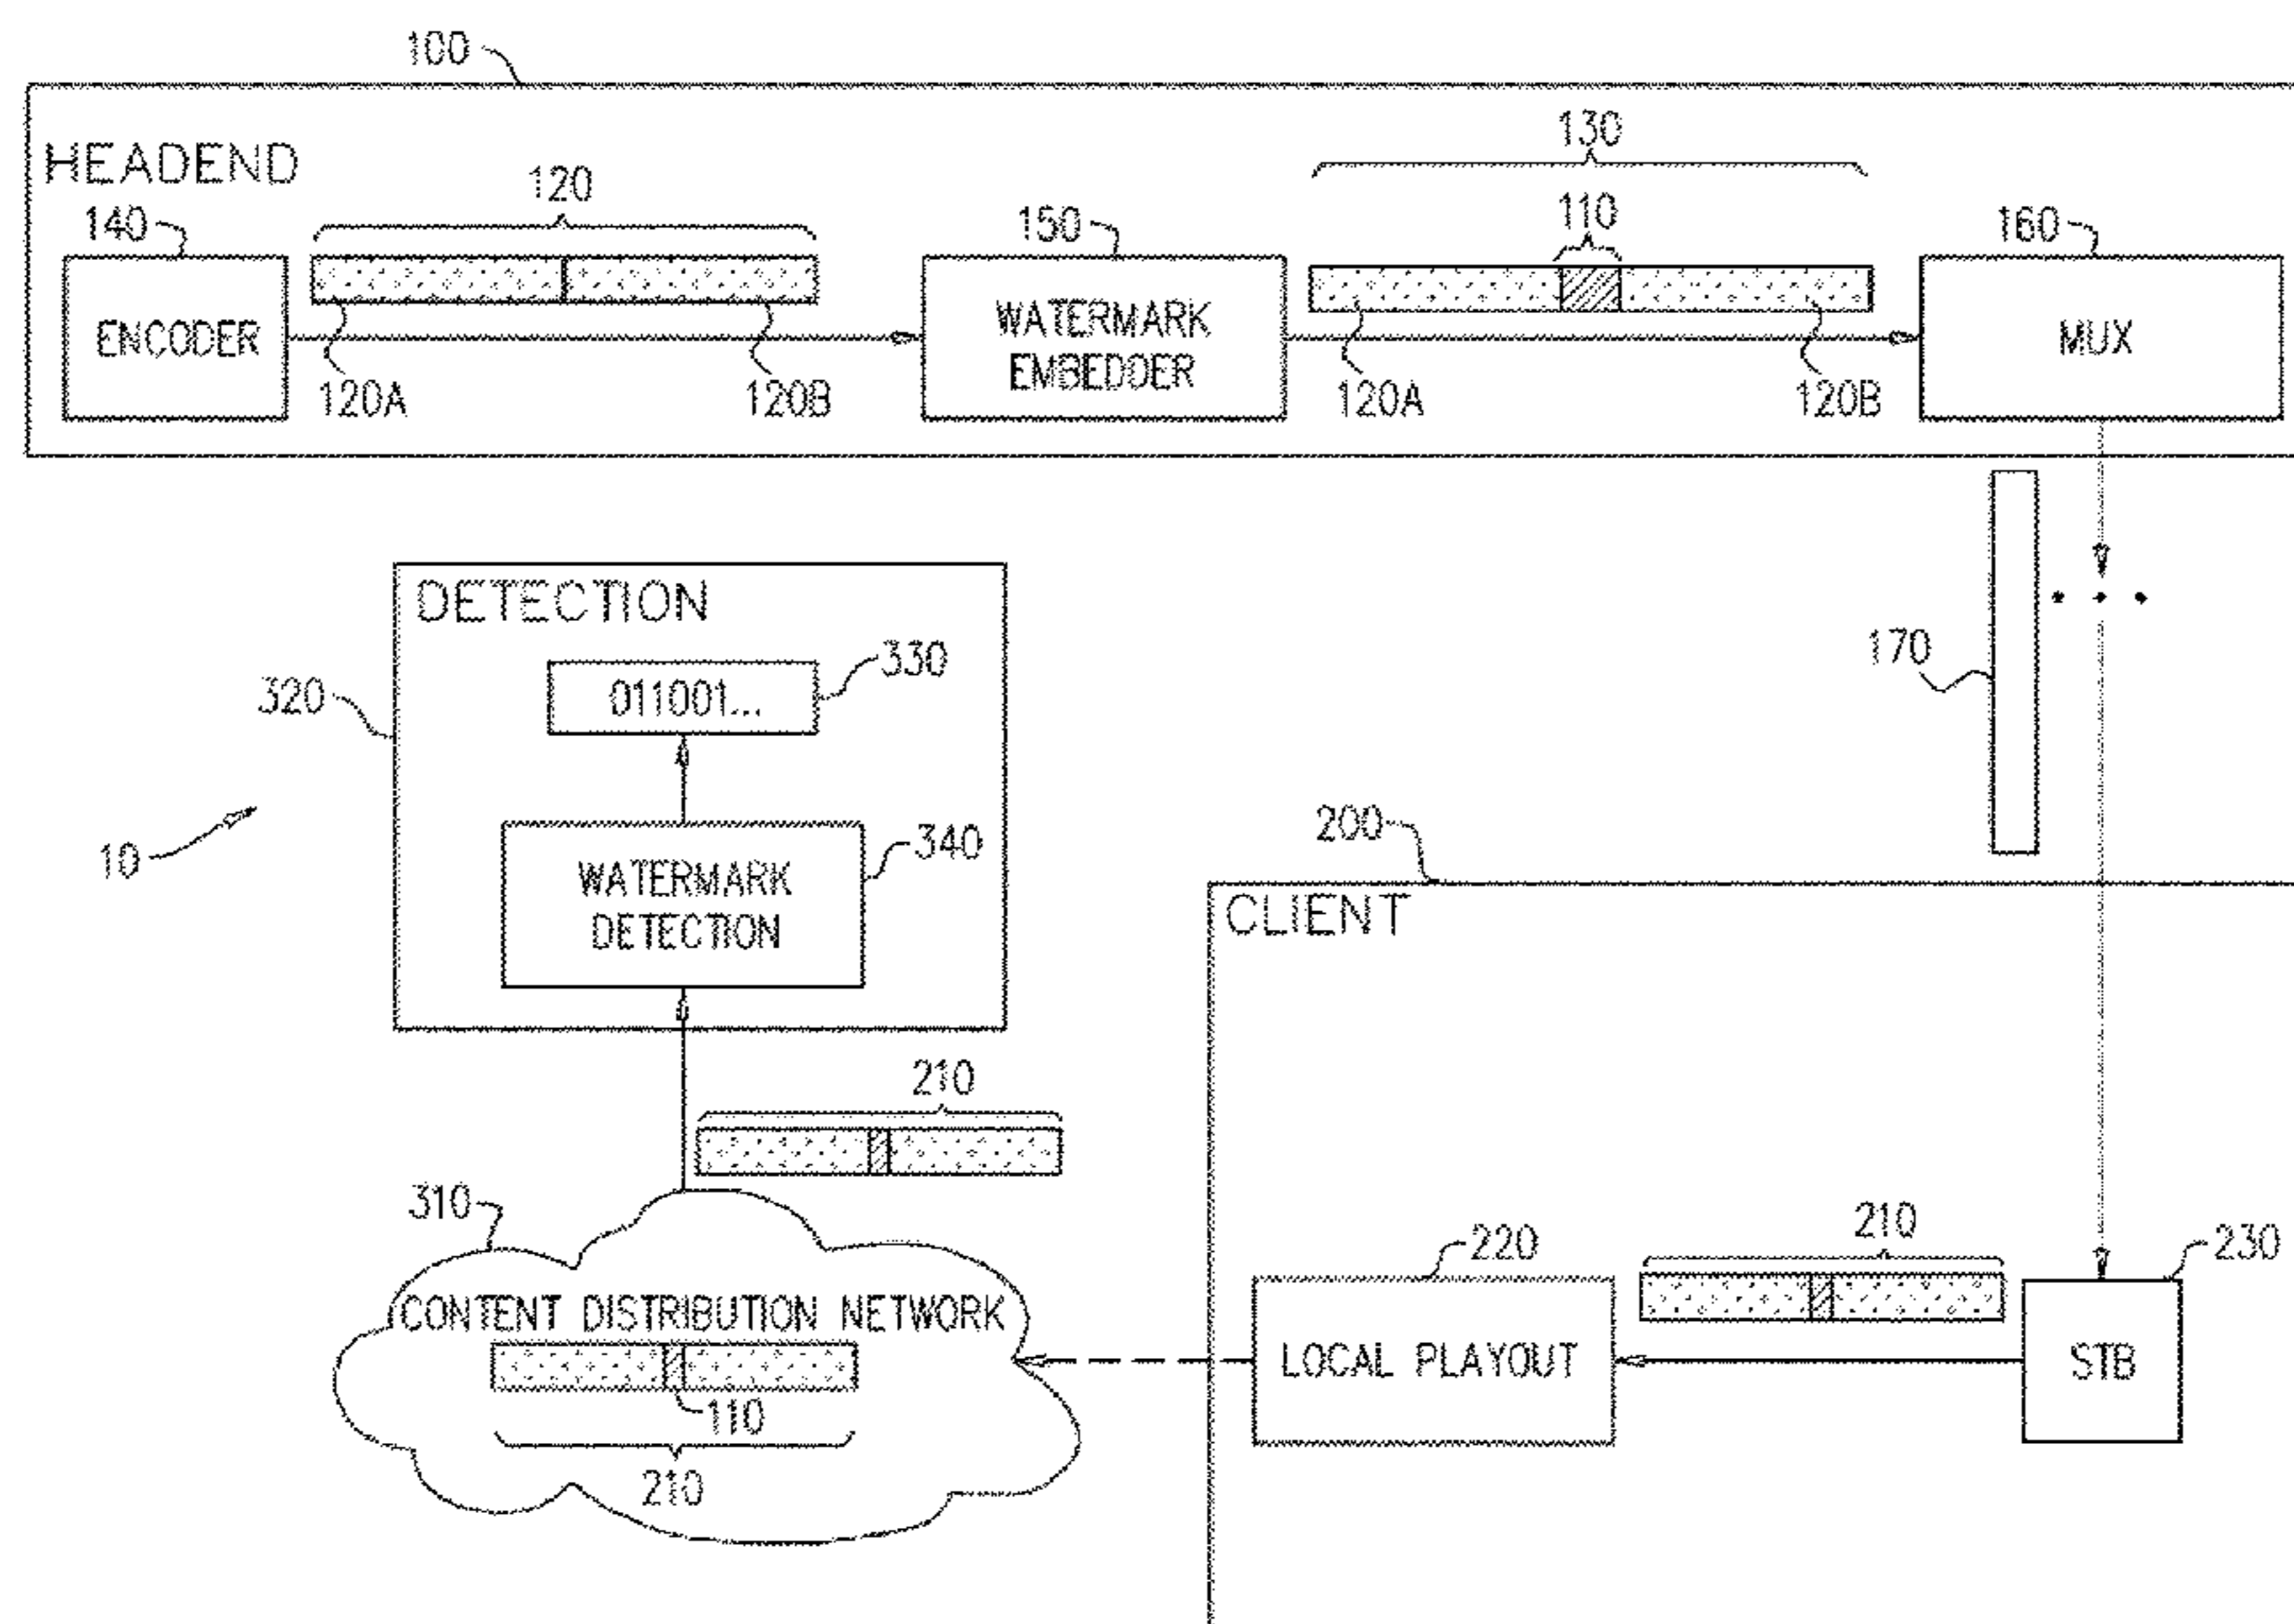 100
HEADEND
130
120
110
140
150
160
ENCODER
WATERMARK
EMBEDDER
MUX
120A
120B
120A
120B
DETECTION
330
011001...
320
170
10
340
WATERMARK
DETECTION
200
CLIENT
210
310
210
220
230
CONTENT DISTRIBUTION NETWORK
LOCAL PLAYOUT
STB
110
210